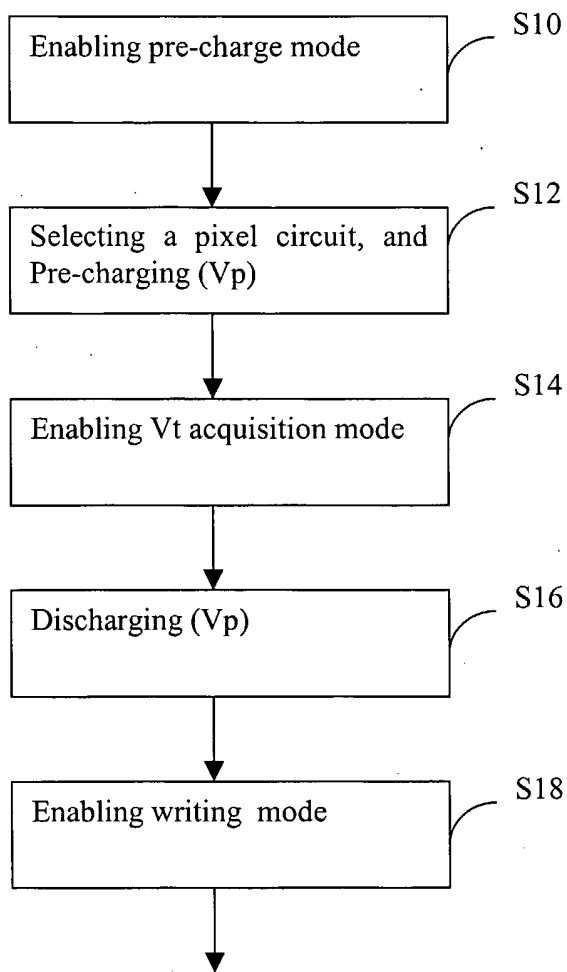 S10
Enabling pre-charge mode
S12
Selecting a pixel circuit, and
Pre-charging (Vp)
S14
Enabling Vt acquisition mode
S16
Discharging (Vp)
S18
Enabling writing mode